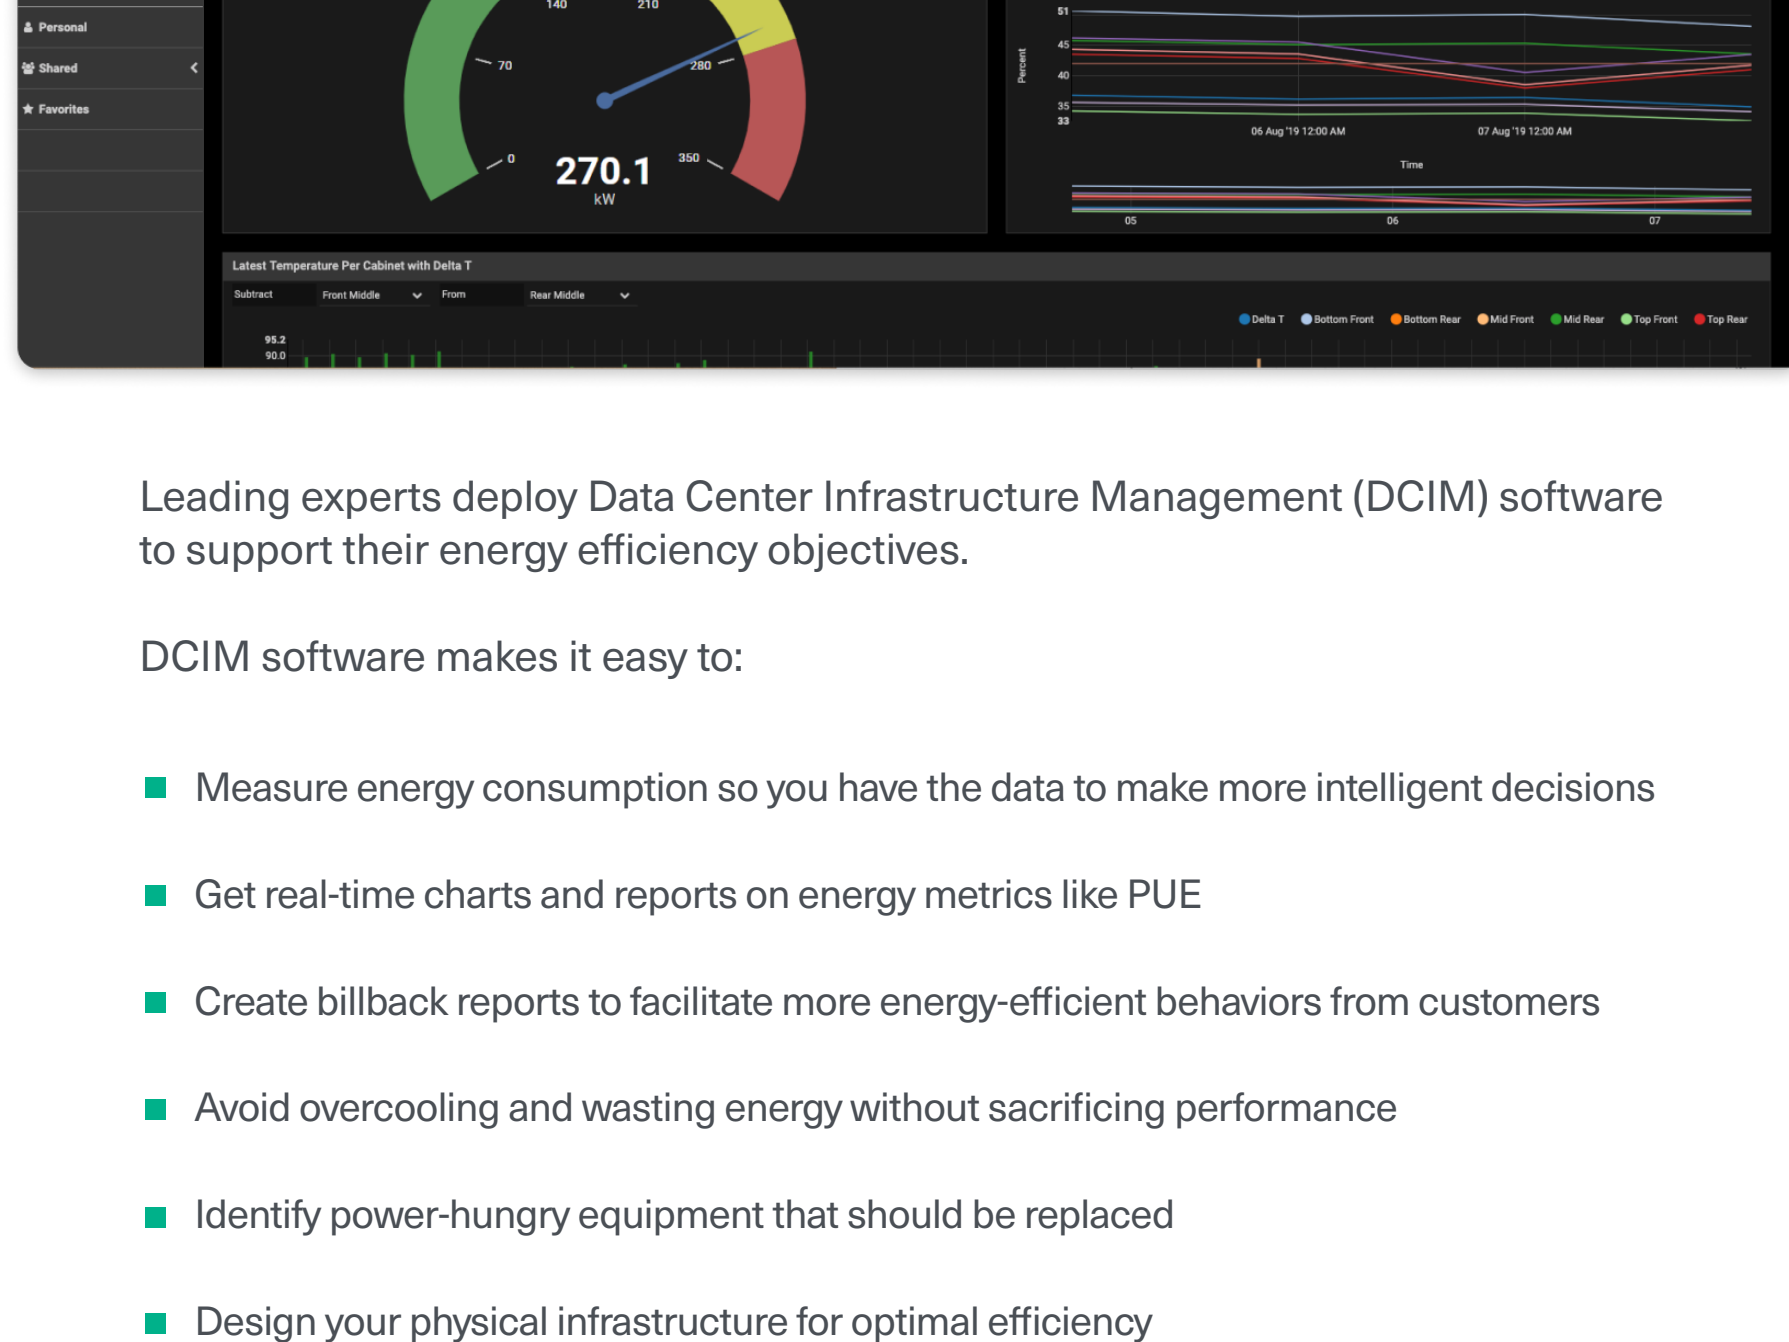 Personal
Shared
Favorites
140
210
70
280
0
350
270.1
kW
51
45
40
35
33
Percent
06 Aug '19 12:00 AM
07 Aug '19 12:00 AM
Time
05
06
07
Latest Temperature Per Cabinet with Delta T
Subtract Front Middle From Rear Middle
Delta T Bottom Front Bottom Rear Mid Front Mid Rear Top Front Top Rear
95.2
90.0
Leading experts deploy Data Center Infrastructure Management (DCIM) software
to support their energy efficiency objectives.
DCIM software makes it easy to:
Measure energy consumption so you have the data to make more intelligent decisions
Get real-time charts and reports on energy metrics like PUE
Create billback reports to facilitate more energy-efficient behaviors from customers
Avoid overcooling and wasting energy without sacrificing performance
Identify power-hungry equipment that should be replaced
Design your physical infrastructure for optimal efficiency